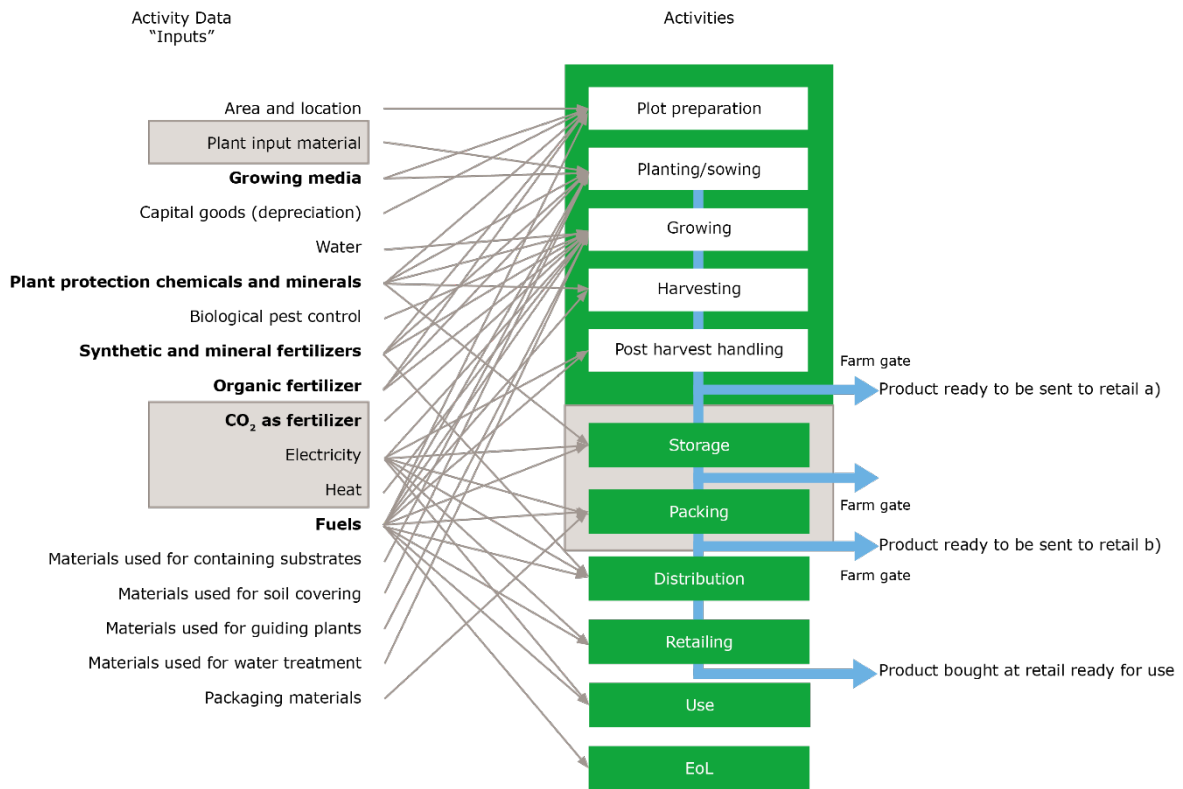 Activity Data
“Inputs”
Activities
Area and location
Plant input material
Growing media
Capital goods (depreciation)
Water
Plant protection chemicals and minerals
Biological pest control
Synthetic and mineral fertilizers
Organic fertilizer
CO₂ as fertilizer
Electricity
Heat
Fuels
Materials used for containing substrates
Materials used for soil covering
Materials used for guiding plants
Materials used for water treatment
Packaging materials
Plot preparation
Planting/sowing
Growing
Harvesting
Post harvest handling
Storage
Packing
Distribution
Retailing
Use
EoL
Farm gate
Product ready to be sent to retail a)
Farm gate
Product ready to be sent to retail b)
Farm gate
Product bought at retail ready for use